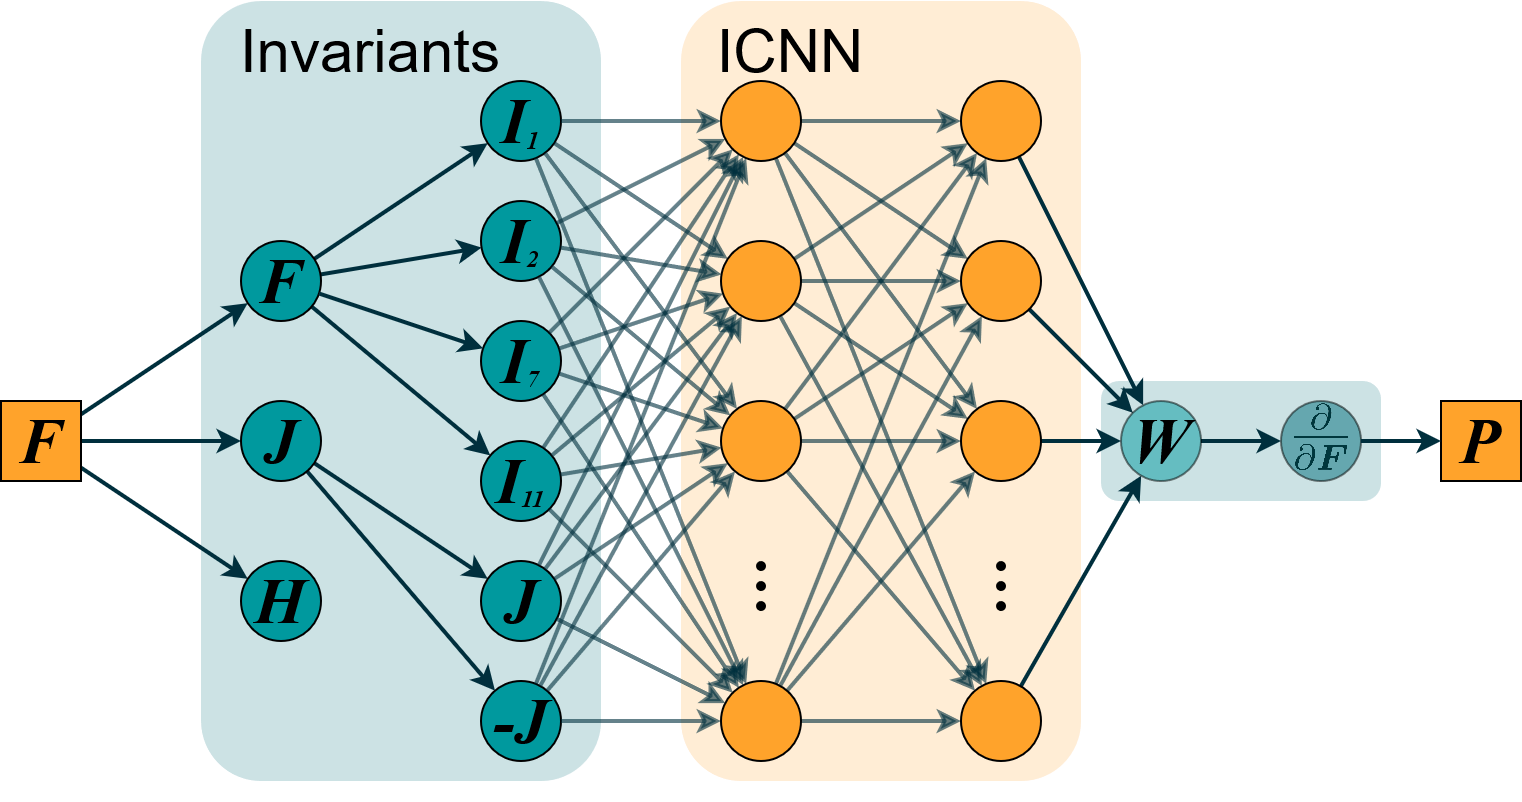 Invariants
ICNN
F
F
J
H
I₁
I₂
I₇
I₁₁
J
-J
W
∂/∂F
P